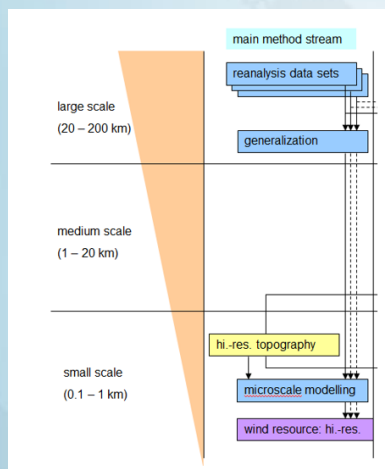 main method stream
reanalysis data sets
large scale
(20 – 200 km)
generalization
medium scale
(1 – 20 km)
hi.-res. topography
small scale
(0.1 – 1 km)
microscale modelling
wind resource: hi.-res.